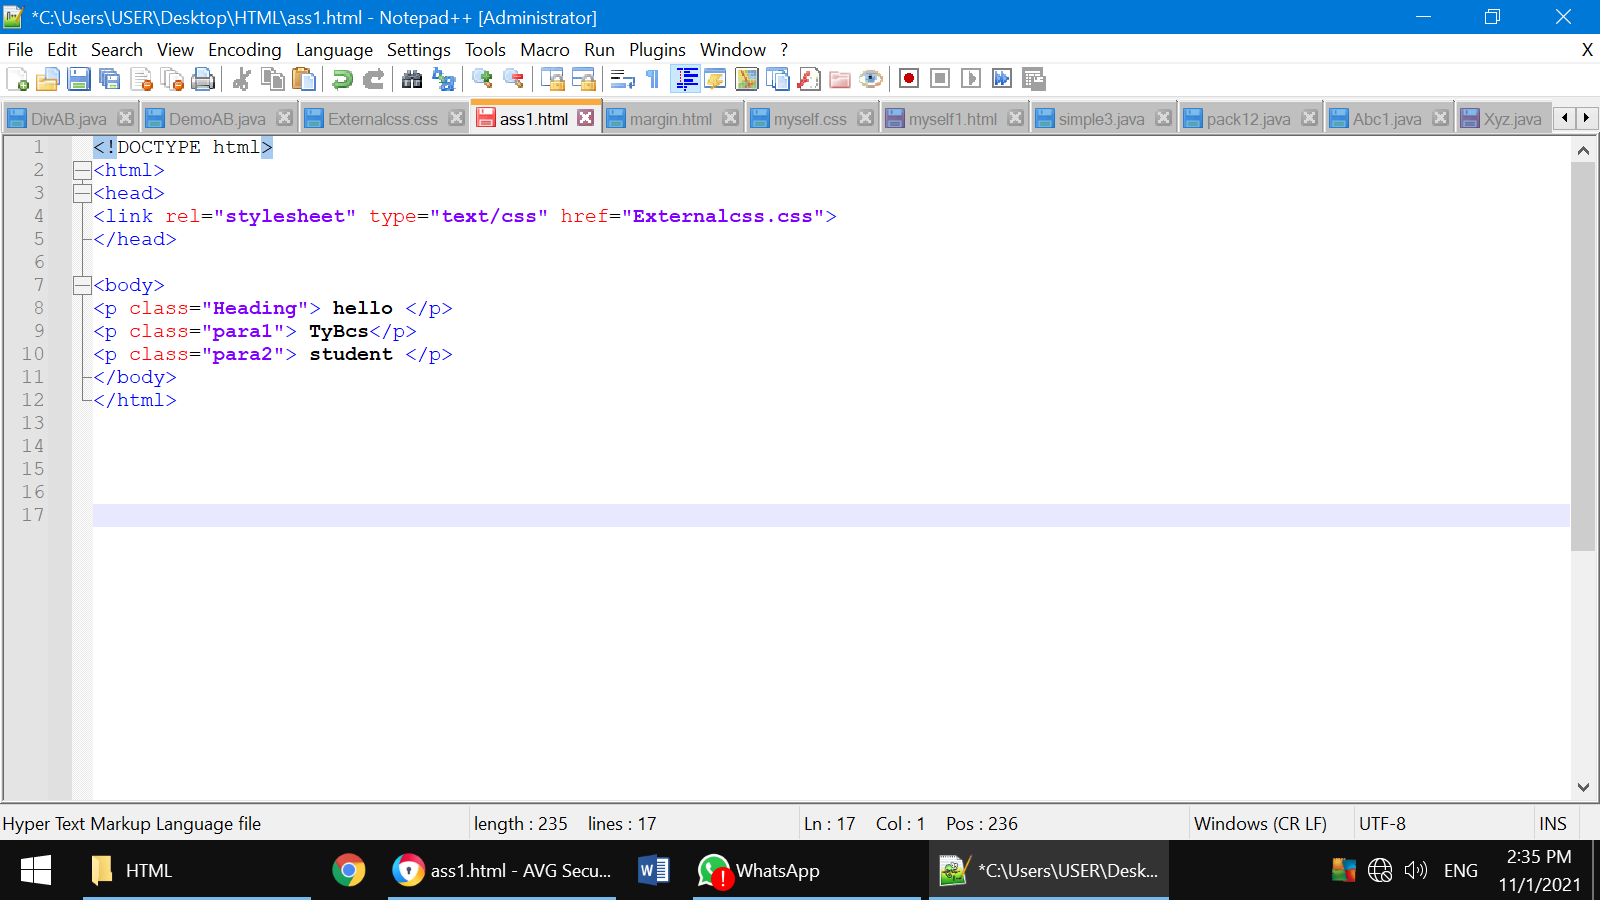 *C:\Users\USER\Desktop\HTML\ass1.html - Notepad++ [Administrator]
File Edit Search View Encoding Language Settings Tools Macro Run Plugins Window ? X
DivAB.java DemoAB.java Externalcss.css ass1.html margin.html myself.css myself1.html simple3.java pack12.java Abc1.java Xyz.java
1 <!DOCTYPE html>
2 <html>
3 <head>
4 <link rel="stylesheet" type="text/css" href="Externalcss.css">
5 </head>
6
7 <body>
8 <p class="Heading"> hello </p>
9 <p class="para1"> TyBcs</p>
10 <p class="para2"> student </p>
11 </body>
12 </html>
13
14
15
16
17
Hyper Text Markup Language file length : 235 lines : 17 Ln : 17 Col : 1 Pos : 236 Windows (CR LF) UTF-8 INS
HTML ass1.html - AVG Secu... WhatsApp *C:\Users\USER\Desk... ENG 2:35 PM
11/1/2021